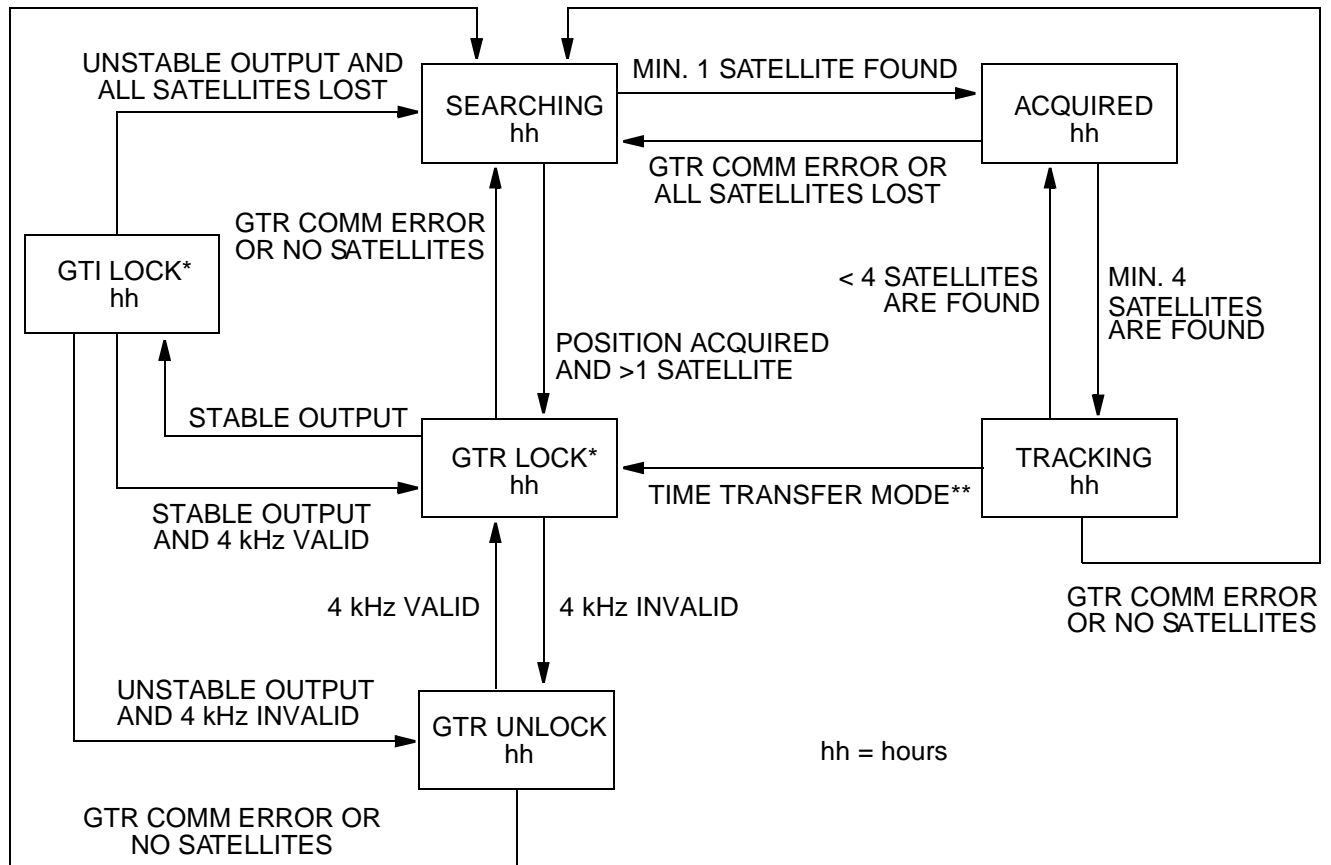 UNSTABLE OUTPUT AND
ALL SATELLITES LOST
SEARCHING
hh
MIN. 1 SATELLITE FOUND
ACQUIRED
hh
GTR COMM ERROR OR
ALL SATELLITES LOST
GTR COMM ERROR
OR NO SATELLITES
GTI LOCK*
hh
< 4 SATELLITES
ARE FOUND
MIN. 4
SATELLITES
ARE FOUND
POSITION ACQUIRED
AND >1 SATELLITE
STABLE OUTPUT
GTR LOCK*
hh
TIME TRANSFER MODE**
TRACKING
hh
STABLE OUTPUT
AND 4 kHz VALID
4 kHz VALID
4 kHz INVALID
GTR COMM ERROR
OR NO SATELLITES
UNSTABLE OUTPUT
AND 4 kHz INVALID
GTR UNLOCK
hh
hh = hours
GTR COMM ERROR OR
NO SATELLITES